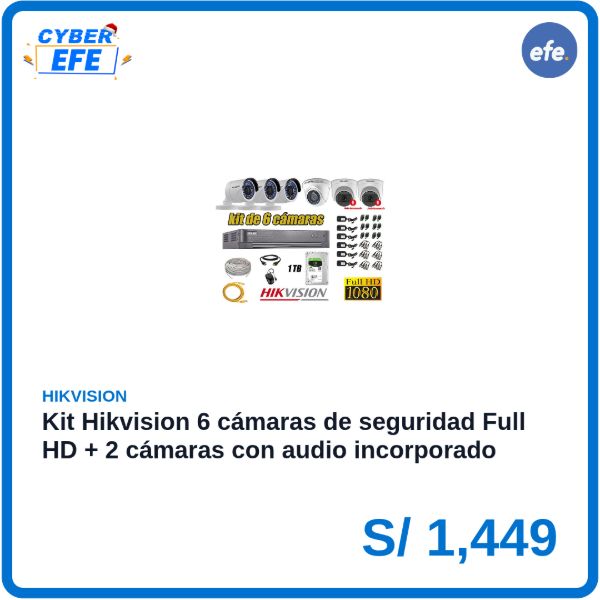 CYBER
EFE
efe.
kit de 6 cámaras
1TB
HIKVISION
Full HD
1080
HIKVISION
Kit Hikvision 6 cámaras de seguridad Full
HD + 2 cámaras con audio incorporado
S/ 1,449